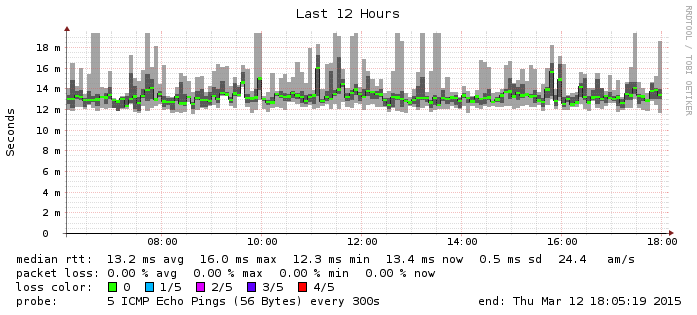 Last 12 Hours
RRDTOOL / TOBI OETIKER
Seconds
18 m
16 m
14 m
12 m
10 m
8 m
6 m
4 m
2 m
0
08:00 10:00 12:00 14:00 16:00 18:00
median rtt: 13.2 ms avg 16.0 ms max 12.3 ms min 13.4 ms now 0.5 ms sd 24.4 am/s
packet loss: 0.00 % avg 0.00 % max 0.00 % min 0.00 % now
loss color: 0 1/5 2/5 3/5 4/5
probe: 5 ICMP Echo Pings (56 Bytes) every 300s end: Thu Mar 12 18:05:19 2015